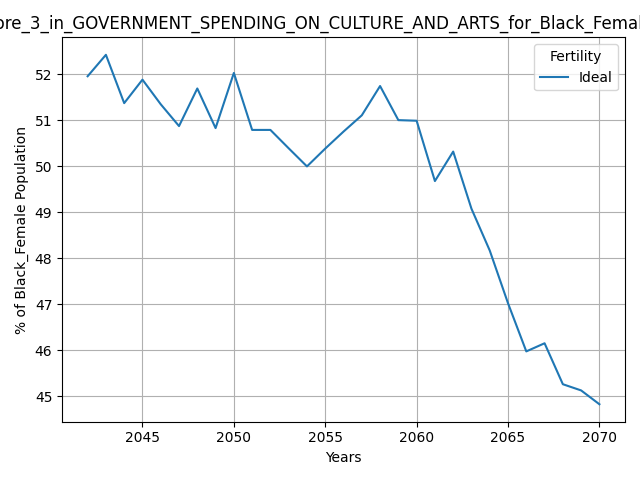 ore_3_in_GOVERNMENT_SPENDING_ON_CULTURE_AND_ARTS_for_Black_Femal
Fertility
Ideal
% of Black_Female Population
52
51
50
49
48
47
46
45
2045 2050 2055 2060 2065 2070
Years